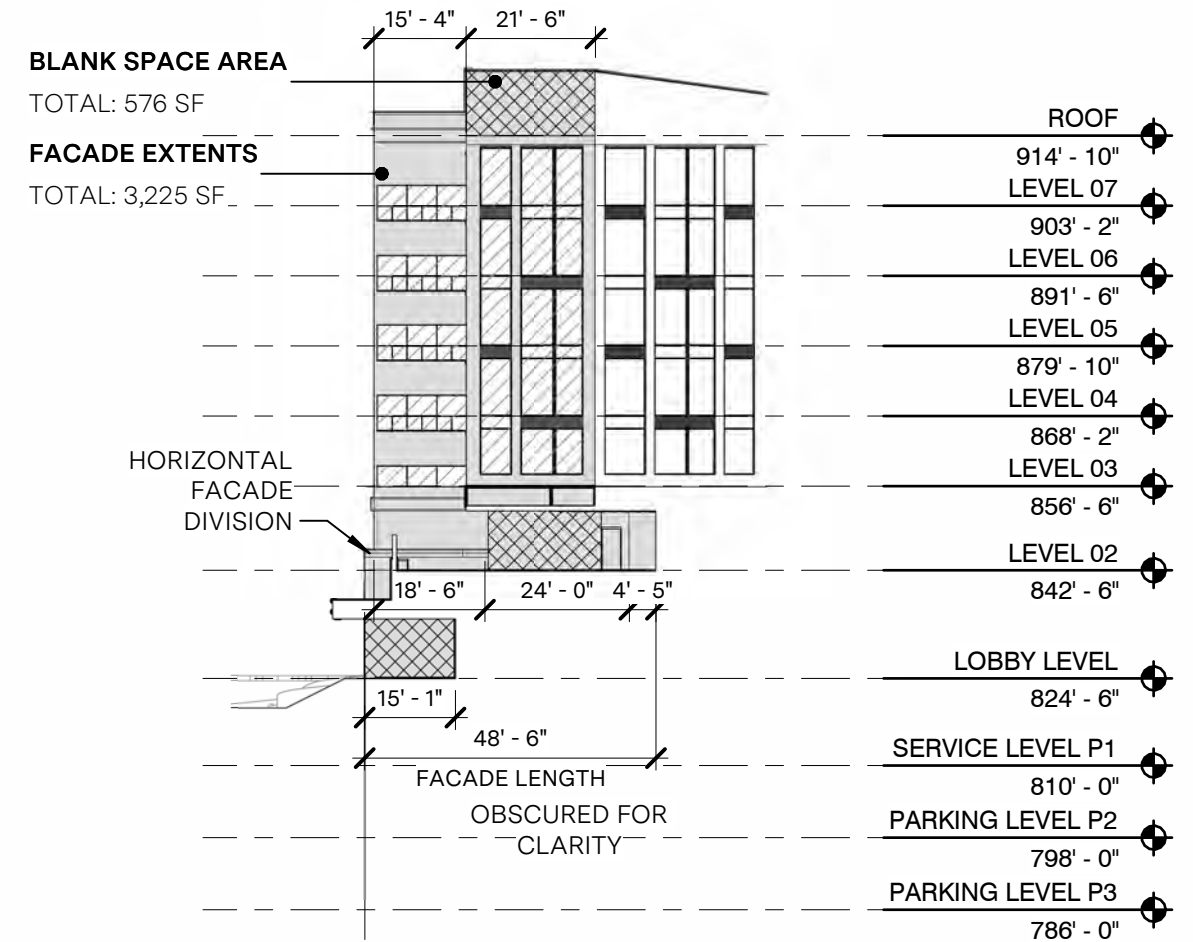 15' - 4" 21' - 6"
BLANK SPACE AREA
TOTAL: 576 SF
FACADE EXTENTS
TOTAL: 3,225 SF
ROOF
914' - 10"
LEVEL 07
903' - 2"
LEVEL 06
891' - 6"
LEVEL 05
879' - 10"
LEVEL 04
868' - 2"
LEVEL 03
856' - 6"
HORIZONTAL
FACADE
DIVISION
LEVEL 02
842' - 6"
18' - 6" 24' - 0" 4' - 5"
LOBBY LEVEL
824' - 6"
15' - 1"
48' - 6"
FACADE LENGTH
OBSCURED FOR
CLARITY
SERVICE LEVEL P1
810' - 0"
PARKING LEVEL P2
798' - 0"
PARKING LEVEL P3
786' - 0"